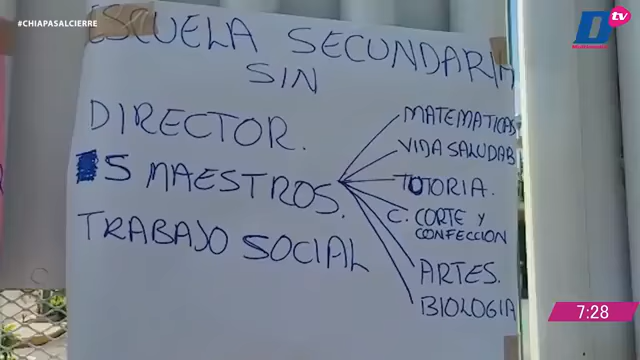 #CHIAPASALCIERRE
D tv
Multimedia
ESCUELA SECUNDARIA
SIN
DIRECTOR.
5 MAESTROS.
TRABAJO SOCIAL
MATEMATICAS
VIDA SALUDAB
TUTORIA.
C. CORTE Y
CONFECCION
ARTES.
BIOLOGIA
7:28